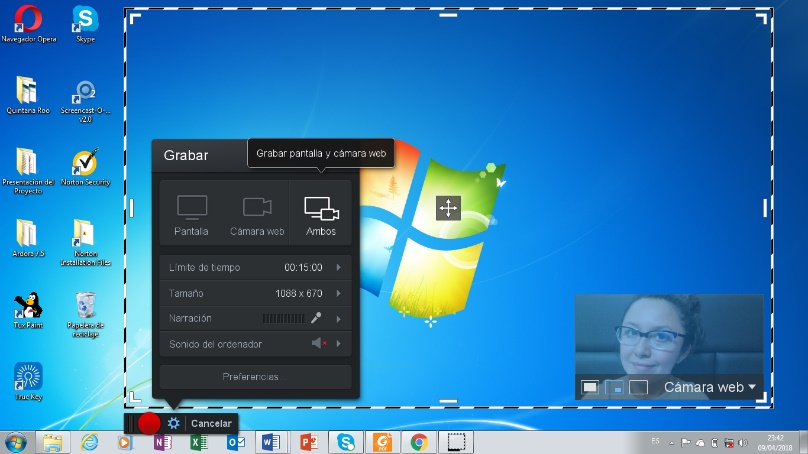 Navegador Opera
Skype
Quintana Roo
Screencast-O-...
v2.0
Presentación del
Proyecto
Norton Security
Ardora 7.5
Norton
Installation Files
Tux Paint
Papelera de
reciclaje
True Key
Grabar
Grabar pantalla y cámara web
Pantalla
Cámara web
Ambos
Límite de tiempo
00:15:00
Tamaño
1088 x 670
Narración
Sonido del ordenador
Preferencias...
Cámara web
Cancelar
ES
23:42
09/04/2018